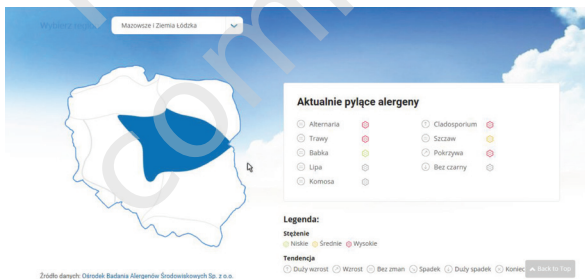 Wybierz region
Mazowsze i Ziemia Łódzka
Aktualnie pylące alergeny
Alternaria
Cladosporium
Trawy
Szczaw
Babka
Pokrzywa
Lipa
Bez czarny
Komosa
Legenda:
Stężenie
Niskie Średnie Wysokie
Tendencja
Duży wzrost Wzrost Bez zmian Spadek Duży spadek Koniec
Back to Top
Źródło danych: Ośrodek Badania Alergenów Środowiskowych Sp. z o.o.